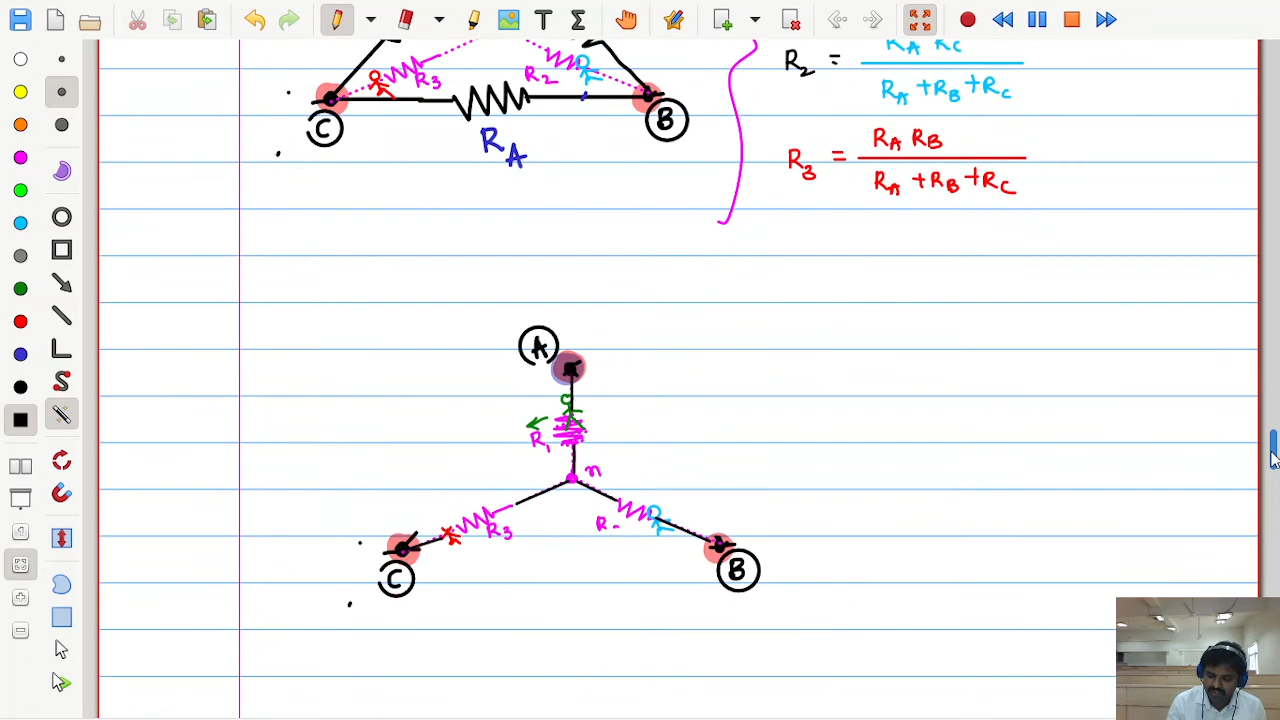 R3
R2
C
B
RA
RA RC
R2 =
RA +RB +RC
R3 = RA RB
RA +RB +RC
A
R1
n
R3
C
B